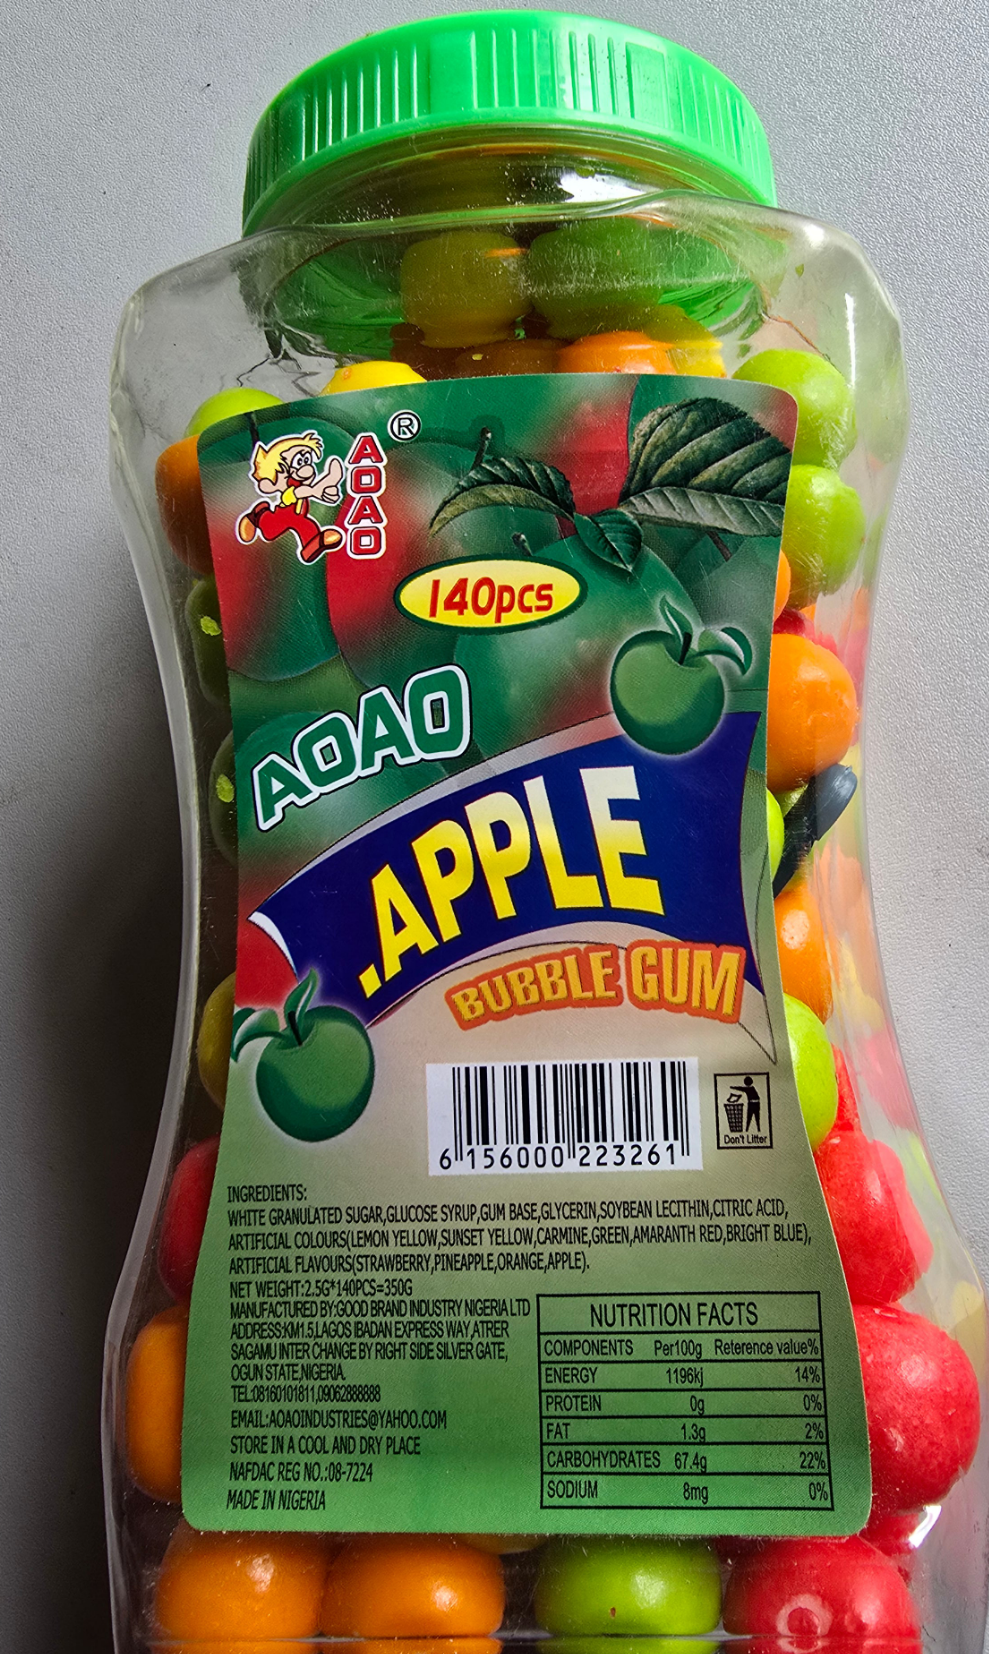 AOAO ®
140pcs
AOAO
.APPLE
BUBBLE GUM
6 156000 223261
Don't Litter
INGREDIENTS:
WHITE GRANULATED SUGAR,GLUCOSE SYRUP,GUM BASE,GLYCERIN,SOYBEAN LECITHIN,CITRIC ACID,
ARTIFICIAL COLOURS(LEMON YELLOW,SUNSET YELLOW,CARMINE,GREEN,AMARANTH RED,BRIGHT BLUE),
ARTIFICIAL FLAVOURS(STRAWBERRY,PINEAPPLE,ORANGE,APPLE).
NET WEIGHT:2.5G*140PCS=350G
MANUFACTURED BY:GOOD BRAND INDUSTRY NIGERIA LTD
ADDRESS:KM1.5,LAGOS IBADAN EXPRESS WAY,ATRER
SAGAMU INTER CHANGE BY RIGHT SIDE SILVER GATE,
OGUN STATE,NIGERIA.
TEL:08160101811,09062888888
EMAIL:AOAOINDUSTRIES@YAHOO.COM
STORE IN A COOL AND DRY PLACE
NAFDAC REG NO.:08-7224
MADE IN NIGERIA
NUTRITION FACTS
COMPONENTS Per100g Reterence value%
ENERGY 1196kj 14%
PROTEIN 0g 0%
FAT 1.3g 2%
CARBOHYDRATES 67.4g 22%
SODIUM 8mg 0%